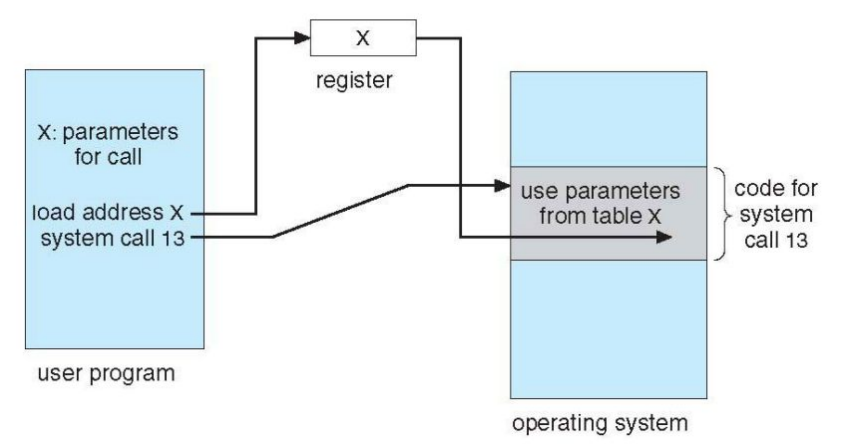 X
register
X: parameters
for call
load address X
system call 13
use parameters
from table X
code for
system
call 13
user program
operating system